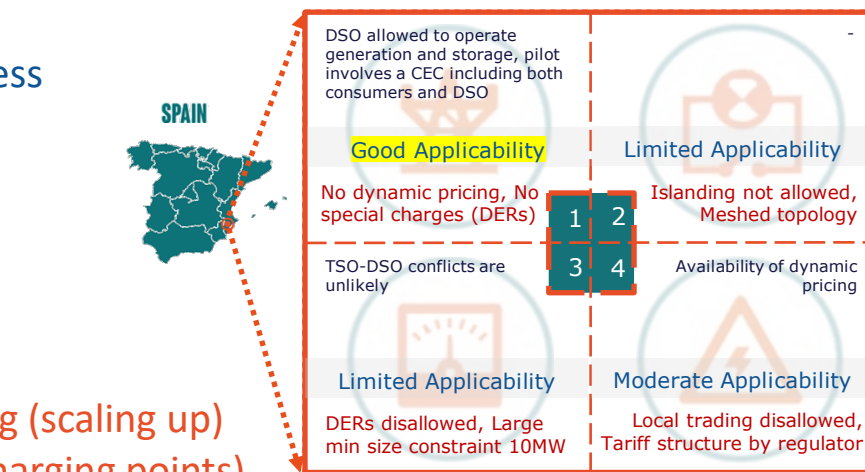 ess
SPAIN
g (scaling up)
DSO allowed to operate
generation and storage, pilot
involves a CEC including both
consumers and DSO
Good Applicability
No dynamic pricing, No
special charges (DERs)
1
-
Limited Applicability
Islanding not allowed,
Meshed topology
2
TSO-DSO conflicts are
unlikely
3
Limited Applicability
DERs disallowed, Large
min size constraint 10MW
Availability of dynamic
pricing
4
Moderate Applicability
Local trading disallowed,
Tariff structure by regulator
arging points)